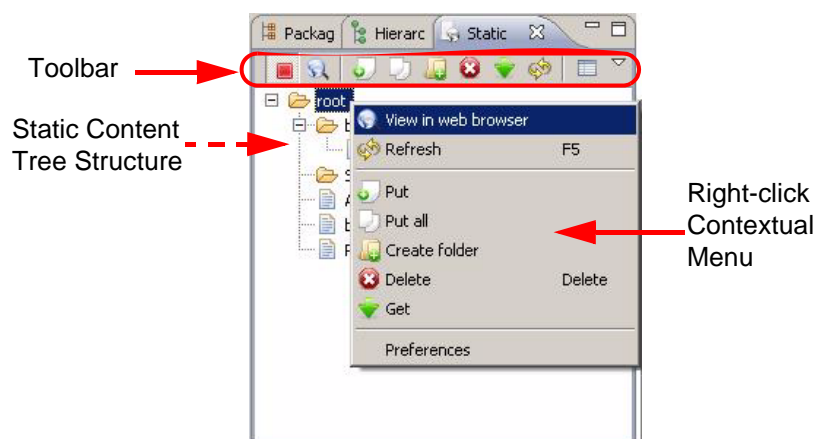 Packag Hierarc Static
Toolbar
root
Static Content
Tree Structure
View in web browser
Refresh F5
Put
Put all
Create folder
Delete Delete
Get
Preferences
Right-click
Contextual
Menu